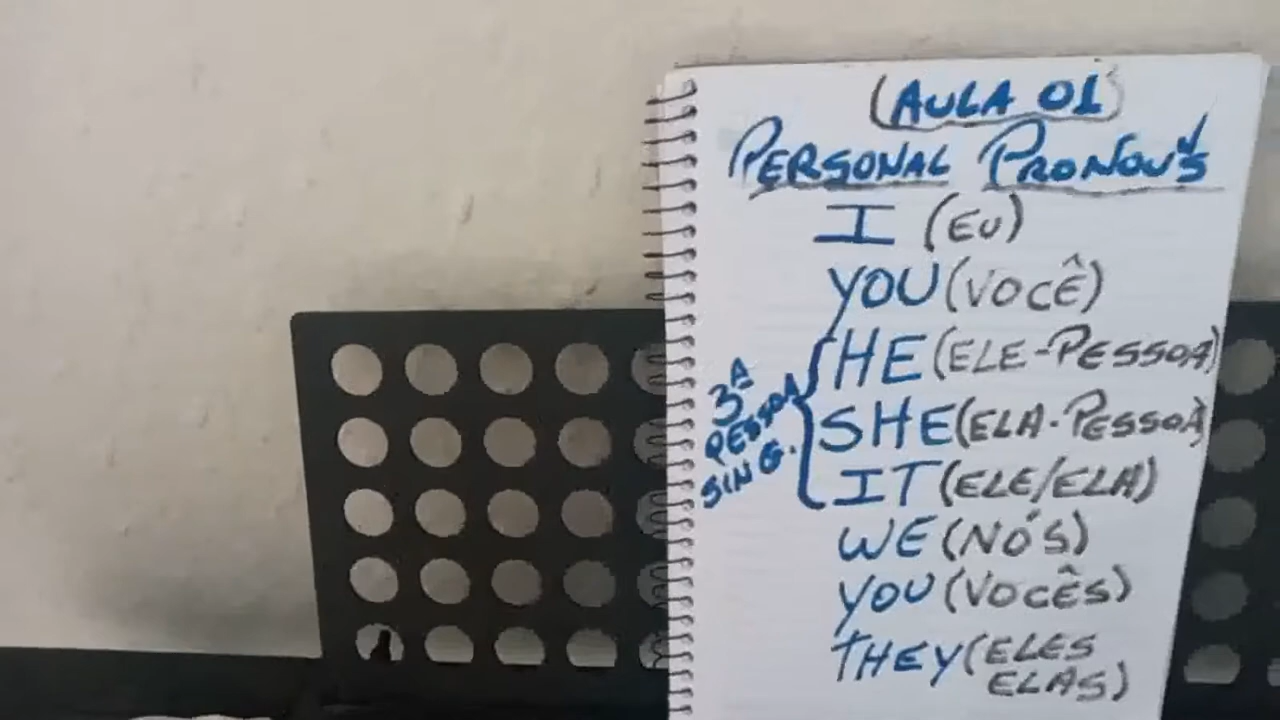 (AULA 01)
PERSONAL PRONOUNS
I (EU)
YOU (VOCÊ)
HE (ELE-PESSOA)
SHE (ELA-PESSOA)
IT (ELE/ELA)
3ª
PESSOA
SING.
WE (NÓS)
YOU (VOCÊS)
THEY (ELES
ELAS)